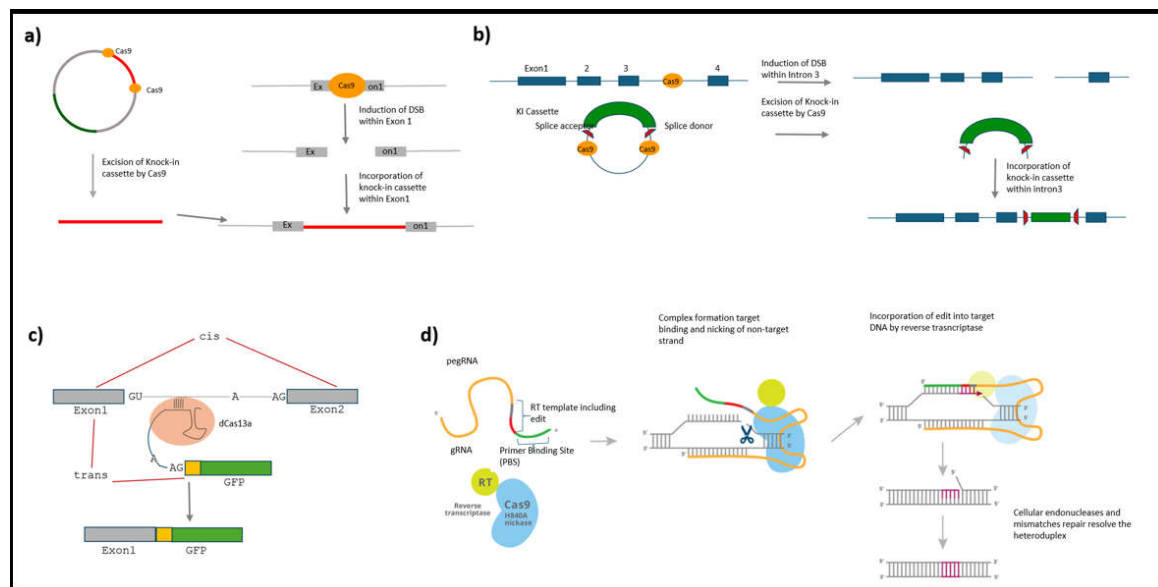 a)
Cas9
Cas9
Ex
Cas9
on1
Induction of DSB
within Exon 1
Ex
on1
Excision of Knock-in
cassette by Cas9
Incorporation of
knock-in cassette
within Exon1
Ex
on1
b)
Exon1
2
3
Cas9
4
Induction of DSB
within Intron 3
KI Cassette
Splice acceptor
Splice donor
Cas9
Cas9
Excision of Knock-in
cassette by Cas9
Incorporation of
knock-in cassette
within intron3
c)
cis
GU
A
AG
Exon1
Exon2
dCas13a
A
AG
trans
GFP
Exon1
GFP
d)
pegRNA
RT template including
edit
gRNA
Primer Binding Site
(PBS)
RT
Reverse
transcriptase
Cas9
H840A
nickase
Complex formation target
binding and nicking of non-target
strand
Incorporation of edit into target
DNA by reverse trasncriptase
Cellular endonucleases and
mismatches repair resolve the
heteroduplex